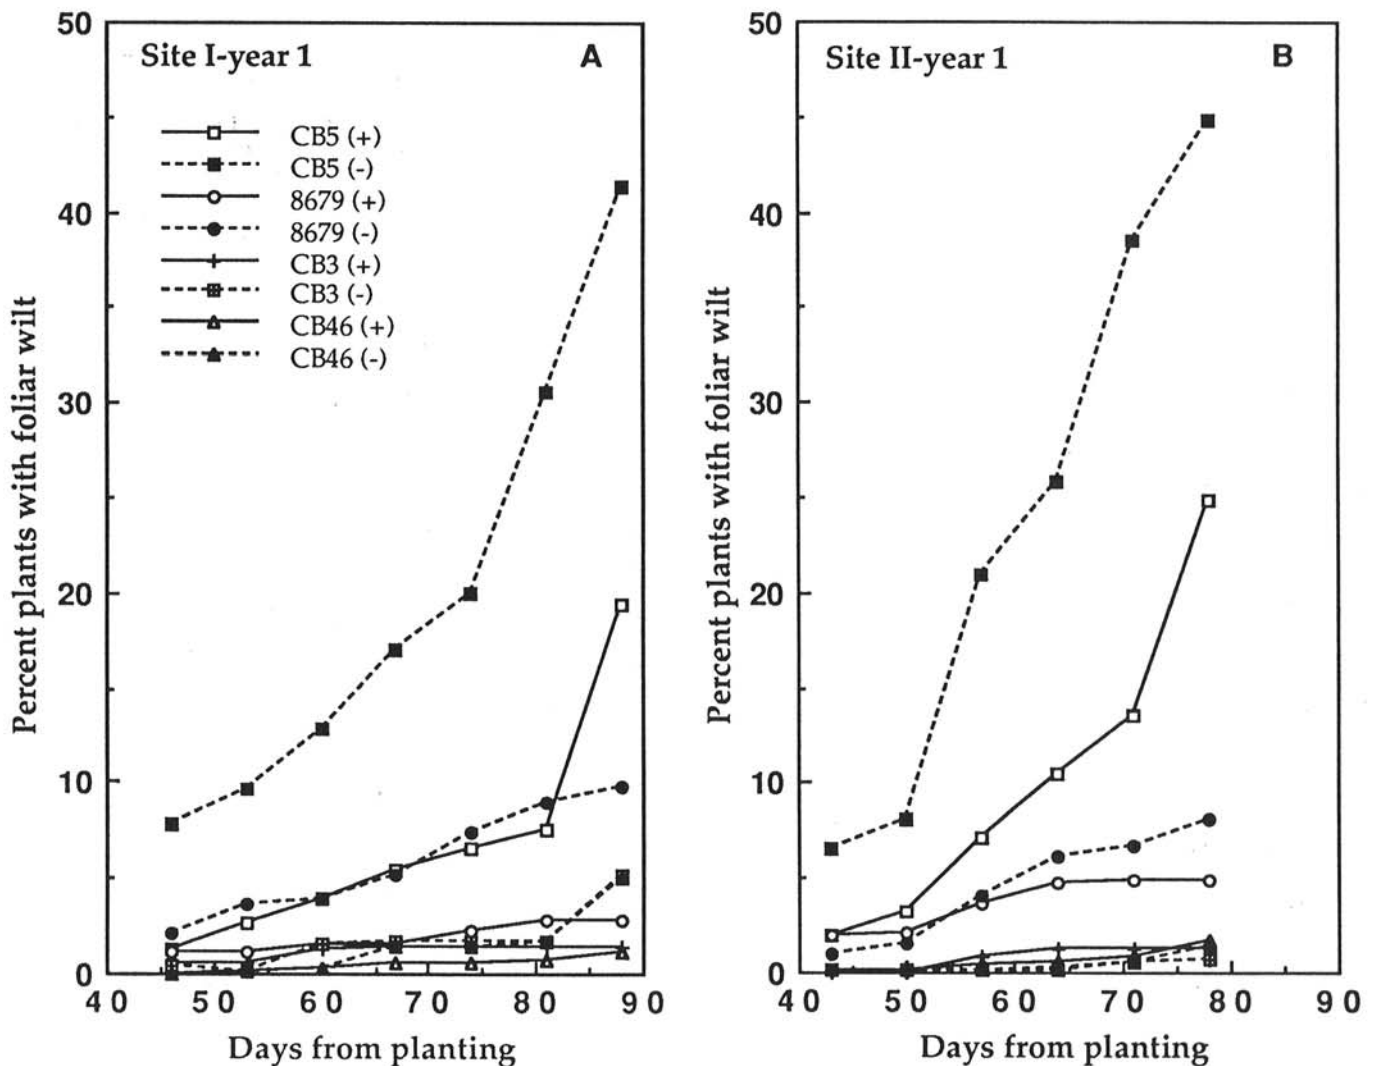 Site I-year 1
A
CB5 (+)
CB5 (-)
8679 (+)
8679 (-)
CB3 (+)
CB3 (-)
CB46 (+)
CB46 (-)
Percent plants with foliar wilt
50
40
30
20
10
0
40 50 60 70 80 90
Days from planting
Site II-year 1
B
Percent plants with foliar wilt
50
40
30
20
10
0
40 50 60 70 80 90
Days from planting